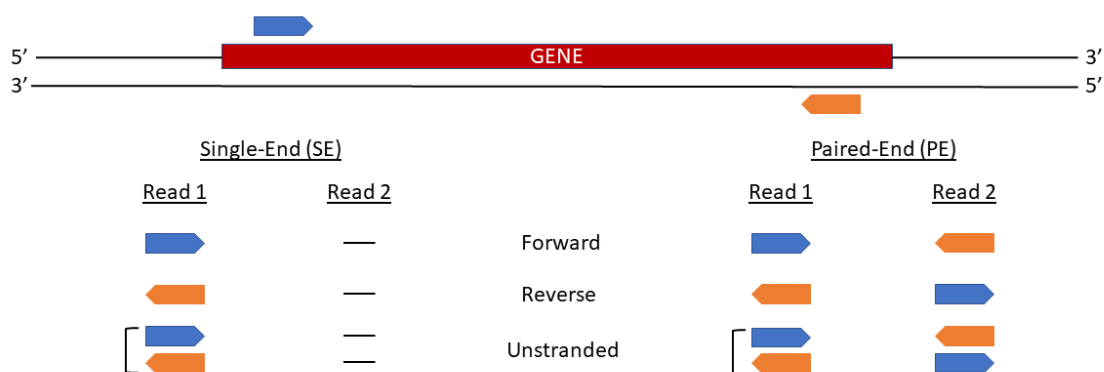 5’ GENE 3’
3’ 5’
Single-End (SE) Paired-End (PE)
Read 1 Read 2 Read 1 Read 2
Forward
Reverse
Unstranded